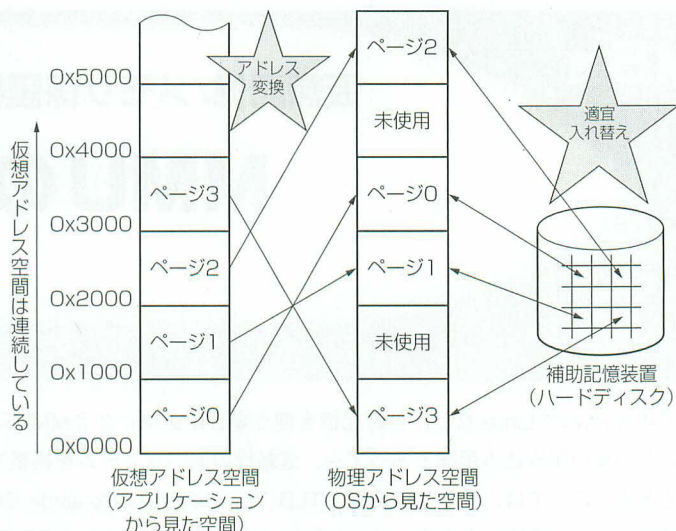 仮想アドレス空間は連続している
0x5000
0x4000
0x3000
0x2000
0x1000
0x0000
ページ3
ページ2
ページ1
ページ0
仮想アドレス空間
(アプリケーション
から見た空間)
アドレス
変換
ページ2
未使用
ページ0
ページ1
未使用
ページ3
物理アドレス空間
(OSから見た空間)
適宜
入れ替え
補助記憶装置
(ハードディスク)